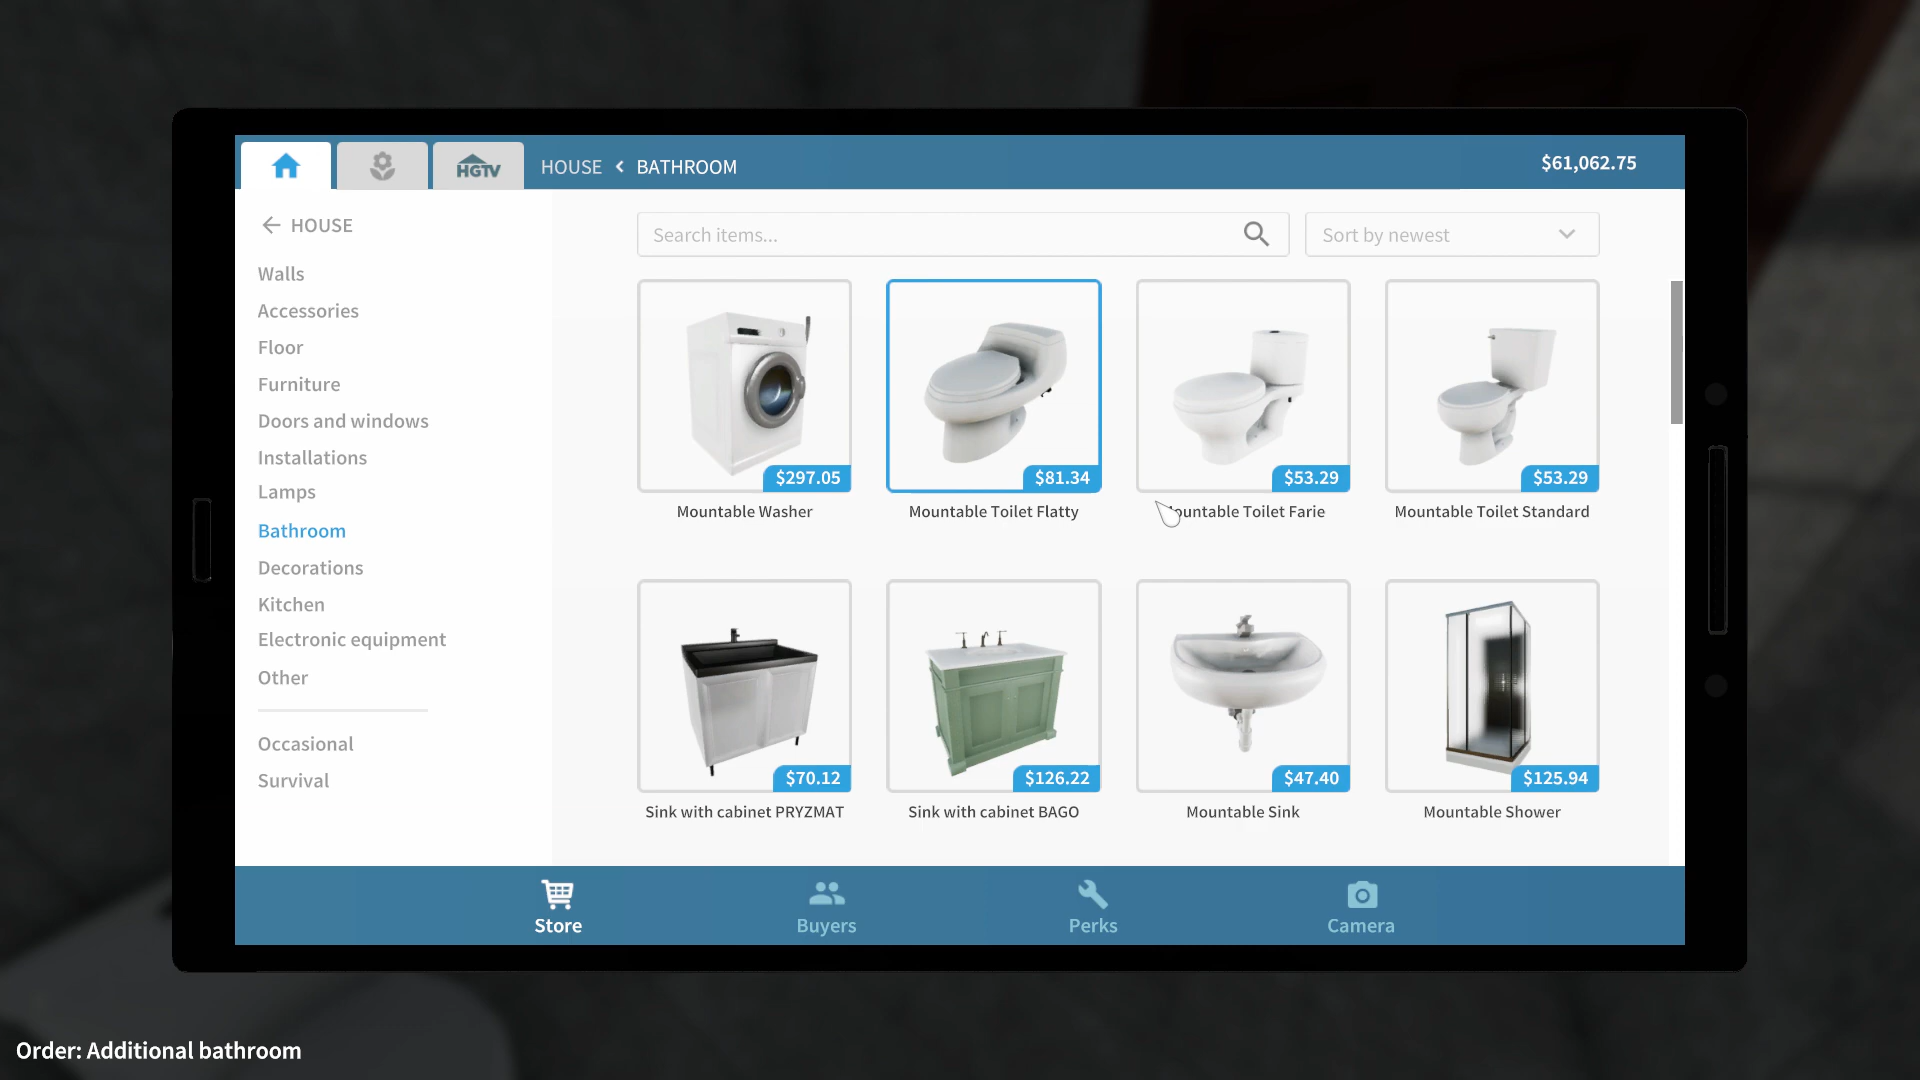 HGTV
HOUSE < BATHROOM
$61,062.75
HOUSE
Walls
Accessories
Floor
Furniture
Doors and windows
Installations
Lamps
Bathroom
Decorations
Kitchen
Electronic equipment
Other
Occasional
Survival
Search items...
Sort by newest
$297.05
$81.34
$53.29
$53.29
Mountable Washer
Mountable Toilet Flatty
Mountable Toilet Farie
Mountable Toilet Standard
$70.12
$126.22
$47.40
$125.94
Sink with cabinet PRYZMAT
Sink with cabinet BAGO
Mountable Sink
Mountable Shower
Store
Buyers
Perks
Camera
Order: Additional bathroom